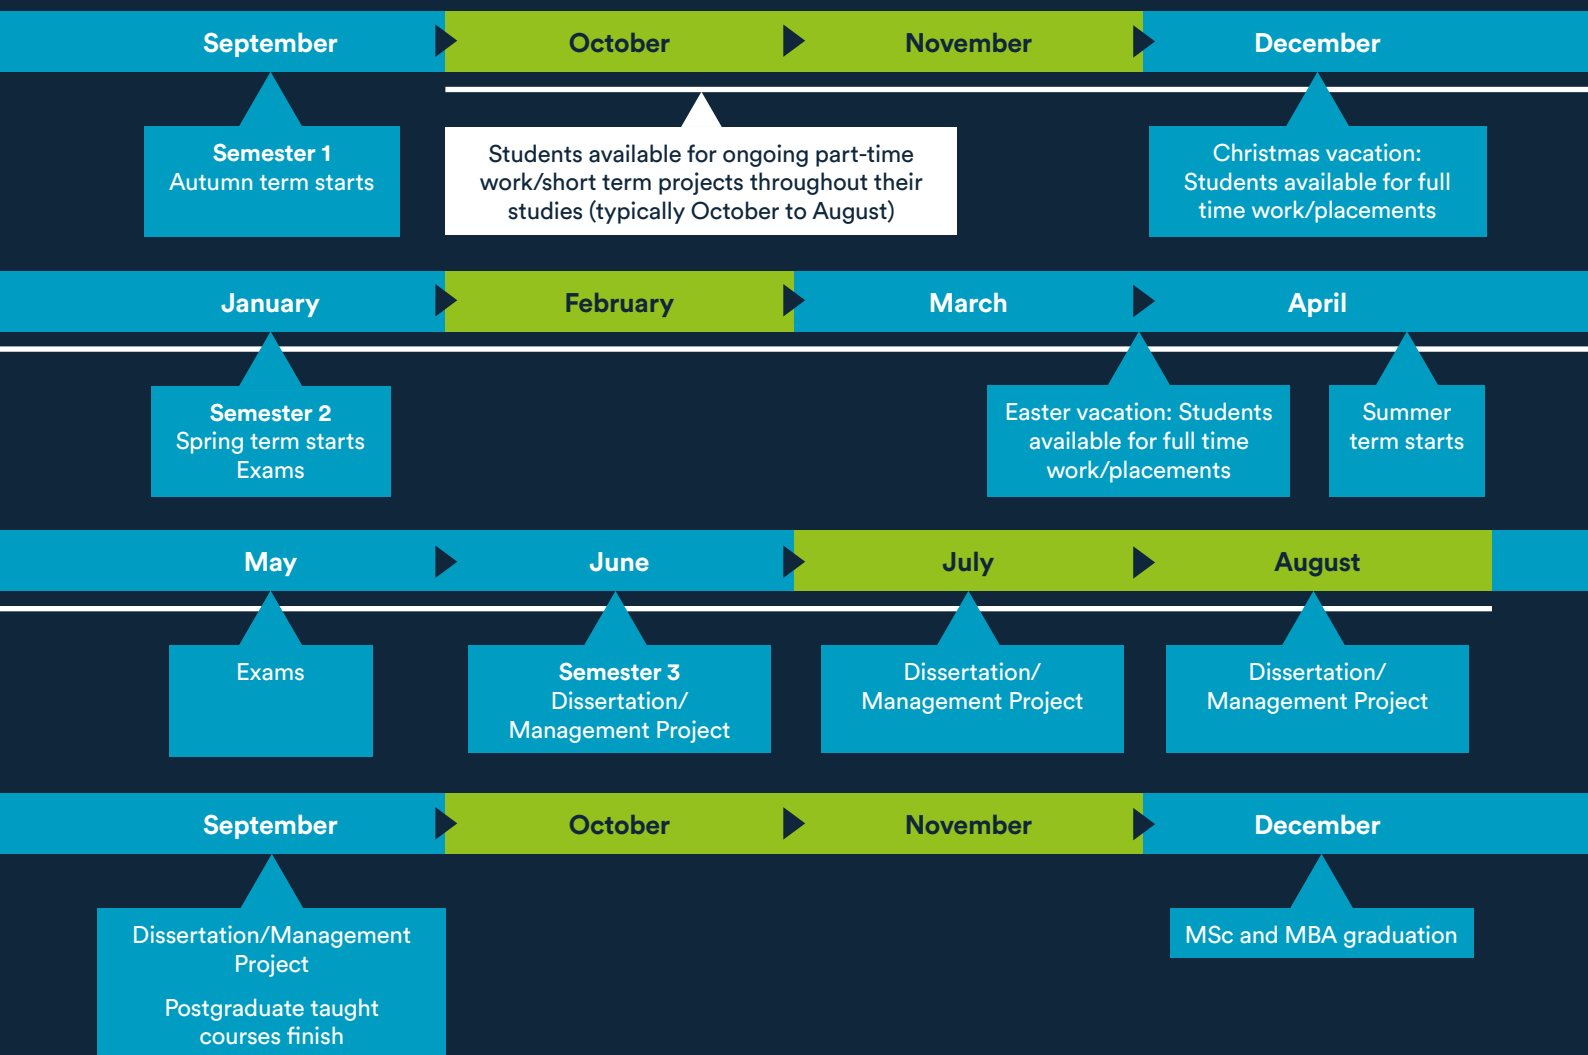 September
October
November
December
Semester 1
Autumn term starts
Students available for ongoing part-time
work/short term projects throughout their
studies (typically October to August)
Christmas vacation:
Students available for full
time work/placements
January
February
March
April
Semester 2
Spring term starts
Exams
Easter vacation: Students
available for full time
work/placements
Summer
term starts
May
June
July
August
Exams
Semester 3
Dissertation/
Management Project
Dissertation/
Management Project
Dissertation/
Management Project
September
October
November
December
Dissertation/Management
Project
Postgraduate taught
courses finish
MSc and MBA graduation